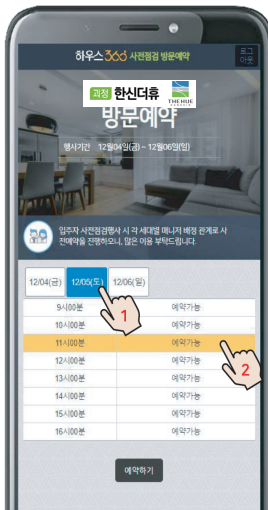 하우스360 사전점검 방문예약
로그
아웃
괴정 한신더휴
THE HUE
방문예약
행사기간 12월04일(금) ~ 12월06일(일)
입주자 사전점검행사 시 각 세대별 매니저 배정 관계로 사
전예약을 진행하오니, 많은 이용 부탁드립니다.
12/04(금) 12/05(토) 12/06(일)
9시00분 예약가능
10시00분 예약가능
11시00분 예약가능
12시00분 예약가능
13시00분 예약가능
14시00분 예약가능
15시00분 예약가능
16시00분 예약가능
1
2
예약하기